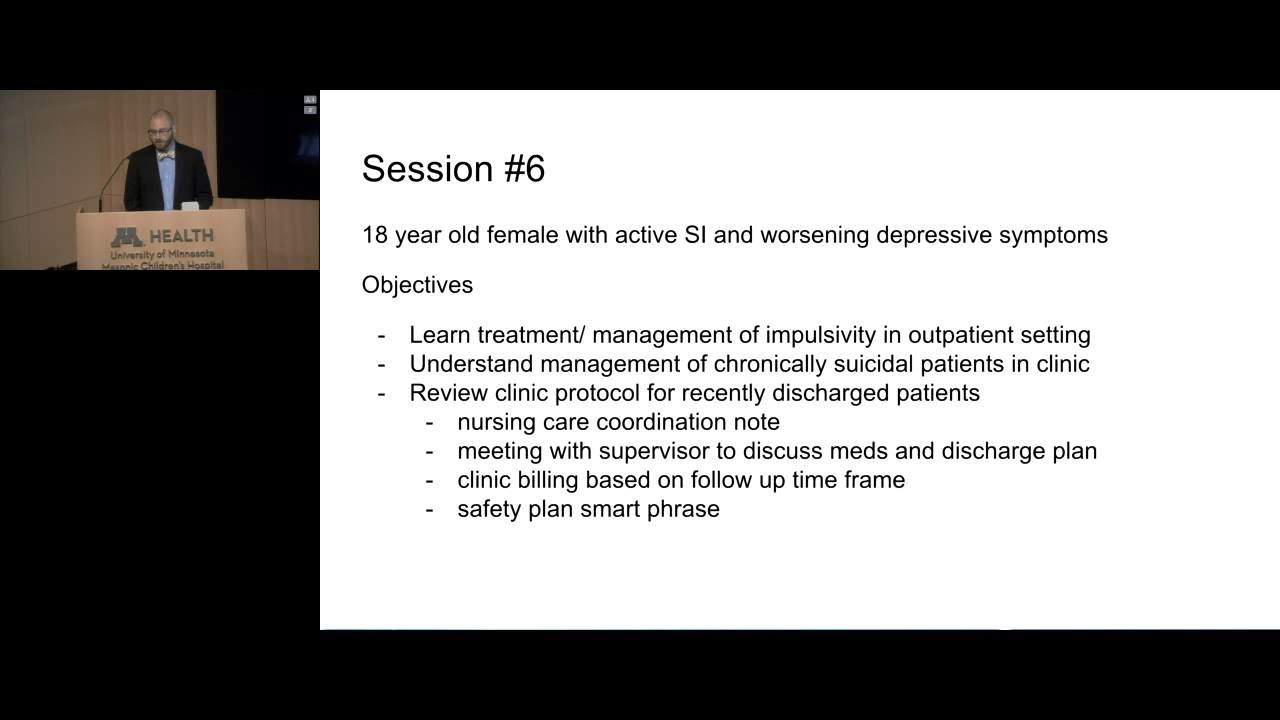 HEALTH
University of Minnesota
Masonic Children's Hospital
Session #6
18 year old female with active SI and worsening depressive symptoms
Objectives
- Learn treatment/ management of impulsivity in outpatient setting
- Understand management of chronically suicidal patients in clinic
- Review clinic protocol for recently discharged patients
- nursing care coordination note
- meeting with supervisor to discuss meds and discharge plan
- clinic billing based on follow up time frame
- safety plan smart phrase